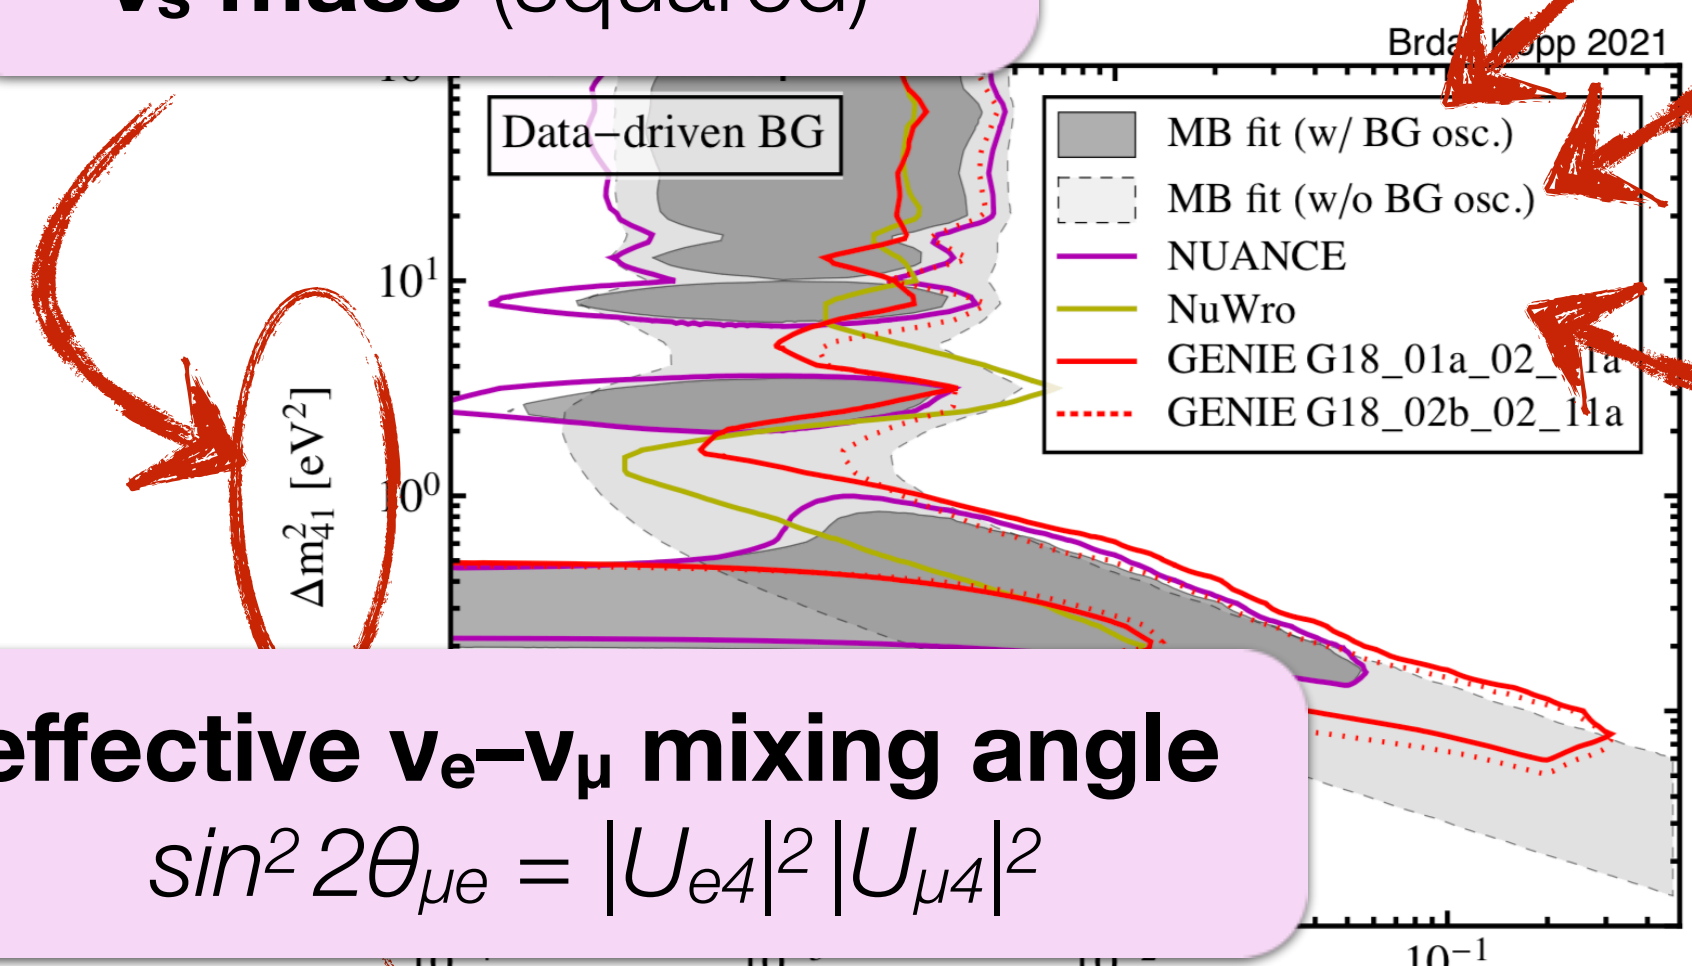 νs mass (squared)
Brdar Kopp 2021
Data–driven BG
MB fit (w/ BG osc.)
MB fit (w/o BG osc.)
NUANCE
NuWro
GENIE G18_01a_02_11a
GENIE G18_02b_02_11a
10¹
10⁰
Δm²₄₁ [eV²]
effective νe–νμ mixing angle
sin² 2θμe = |Ue4|² |Uμ4|²
10⁻¹